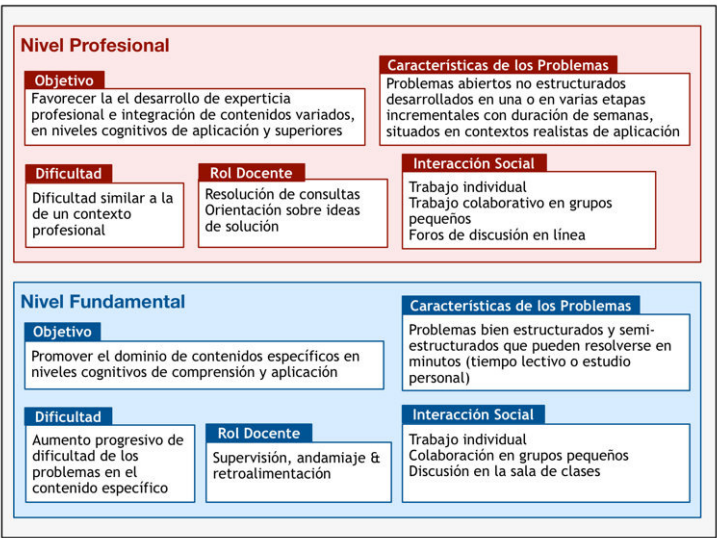 Nivel Profesional
Objetivo
Favorecer la el desarrollo de experticia
profesional e integración de contenidos variados,
en niveles cognitivos de aplicación y superiores
Características de los Problemas
Problemas abiertos no estructurados
desarrollados en una o en varias etapas
incrementales con duración de semanas,
situados en contextos realistas de aplicación
Dificultad
Dificultad similar a la
de un contexto
profesional
Rol Docente
Resolución de consultas
Orientación sobre ideas
de solución
Interacción Social
Trabajo individual
Trabajo colaborativo en grupos
pequeños
Foros de discusión en línea
Nivel Fundamental
Objetivo
Promover el dominio de contenidos específicos en
niveles cognitivos de comprensión y aplicación
Características de los Problemas
Problemas bien estructurados y semi-
estructurados que pueden resolverse en
minutos (tiempo lectivo o estudio
personal)
Dificultad
Aumento progresivo de
dificultad de los
problemas en el
contenido específico
Rol Docente
Supervisión, andamiaje &
retroalimentación
Interacción Social
Trabajo individual
Colaboración en grupos pequeños
Discusión en la sala de clases